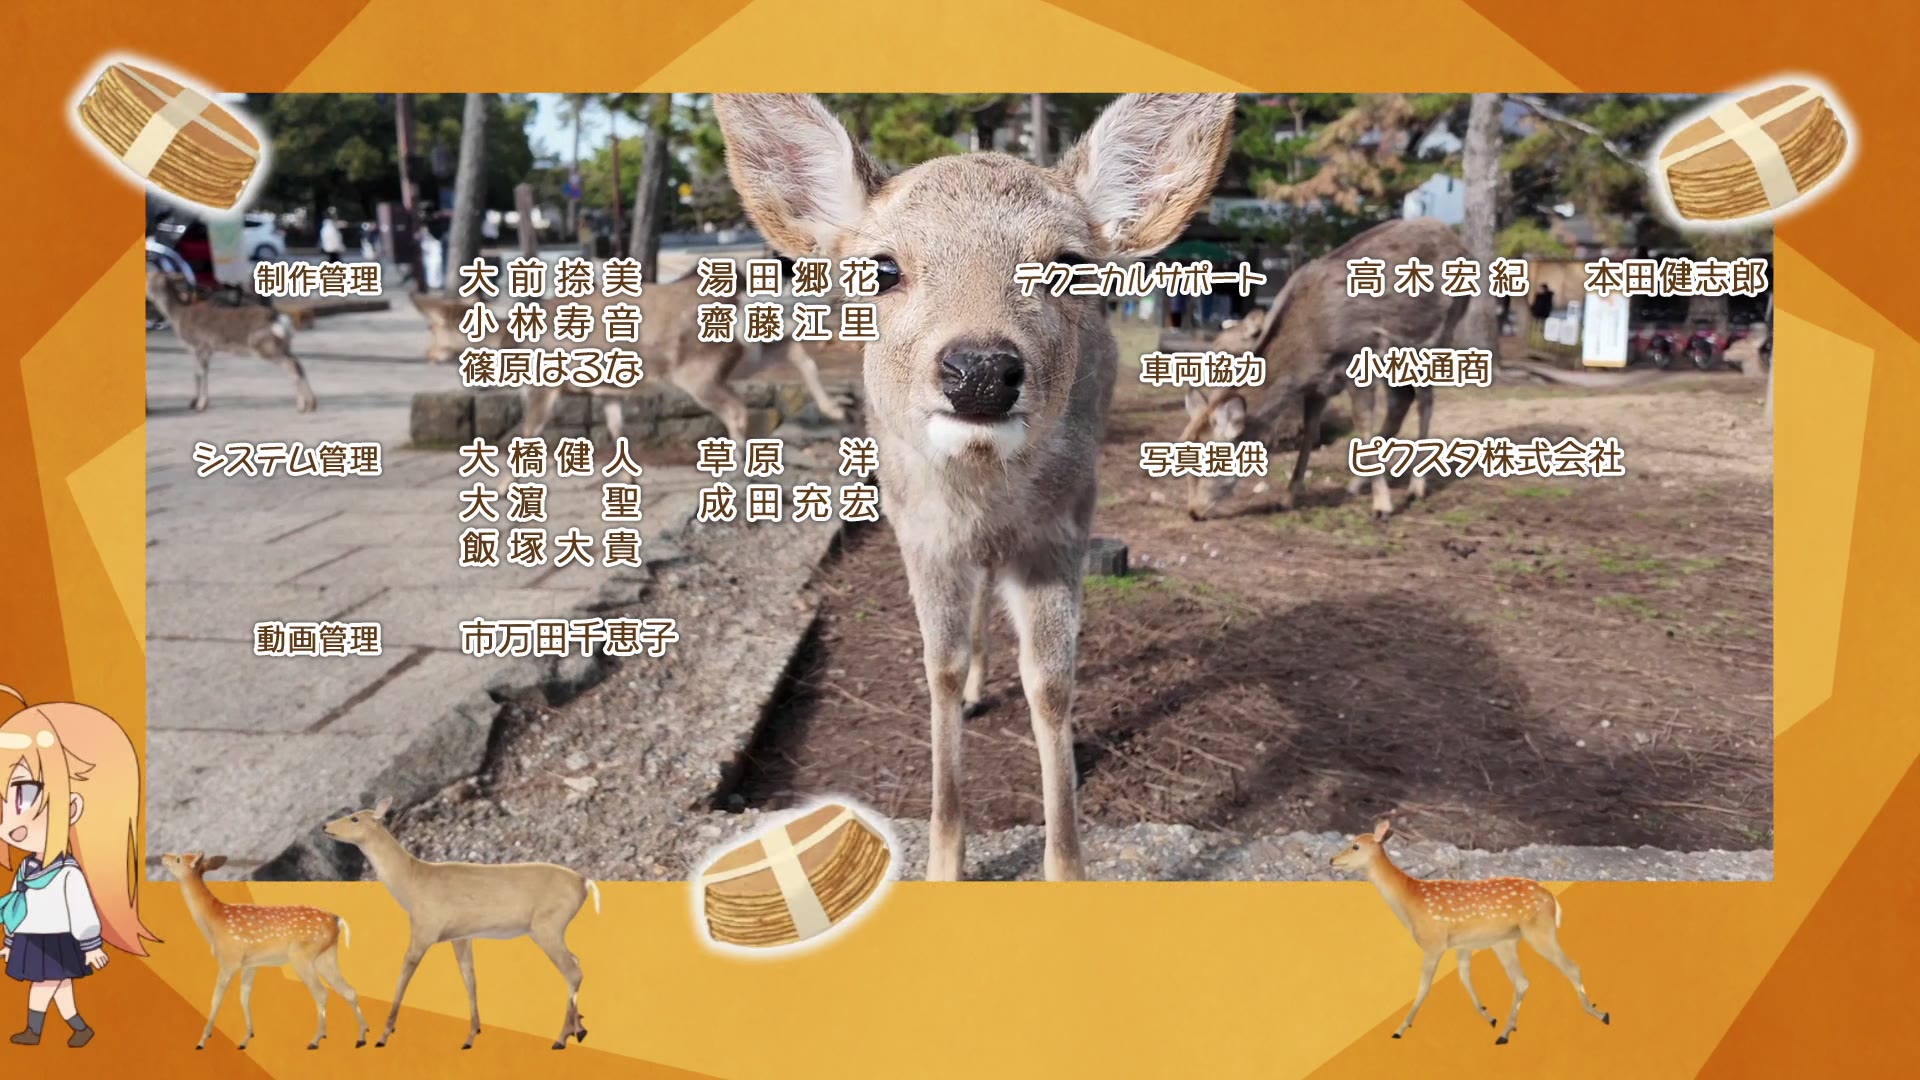 制作管理 大前捺美 湯田郷花
小林寿音 齋藤江里
篠原はるな
システム管理 大橋健人 草原洋
大濵聖 成田充宏
飯塚大貴
動画管理 市万田千恵子
テクニカルサポート 高木宏紀 本田健志郎
車両協力 小松通商
写真提供 ピクスタ株式会社